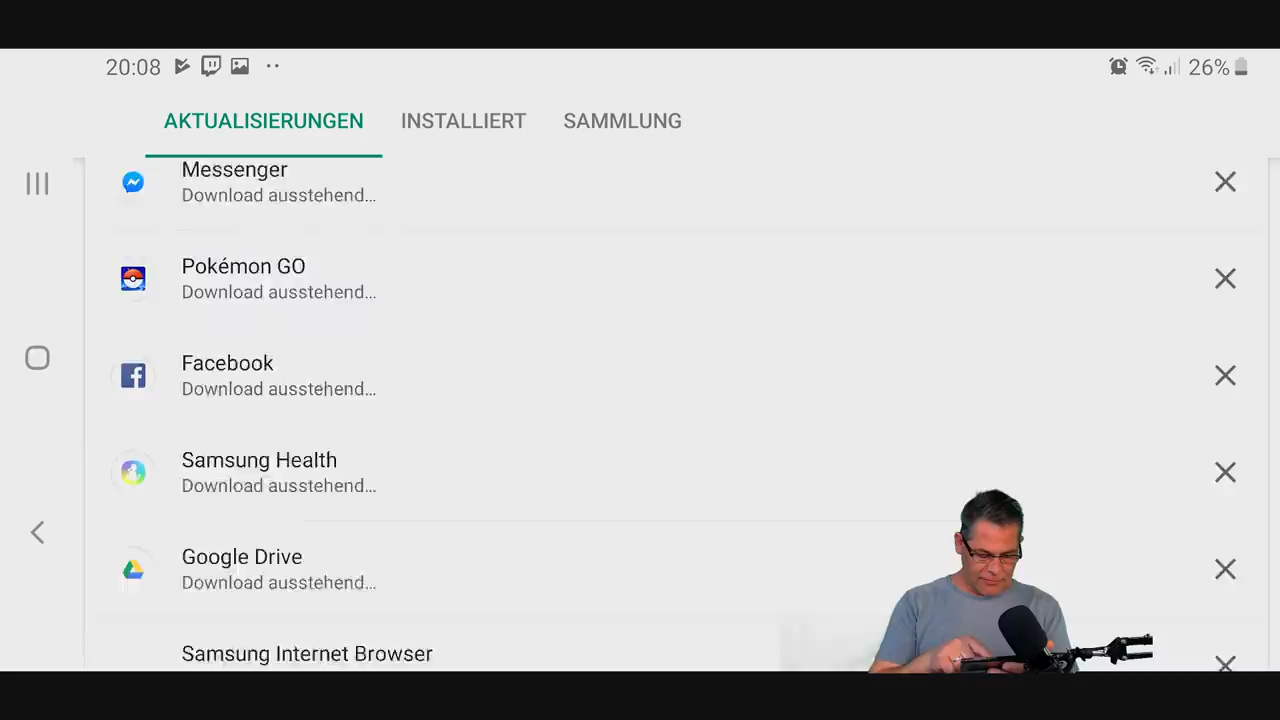 20:08
26%
AKTUALISIERUNGEN INSTALLIERT SAMMLUNG
Messenger
Download ausstehend...
Pokémon GO
Download ausstehend...
Facebook
Download ausstehend...
Samsung Health
Download ausstehend...
Google Drive
Download ausstehend...
Samsung Internet Browser